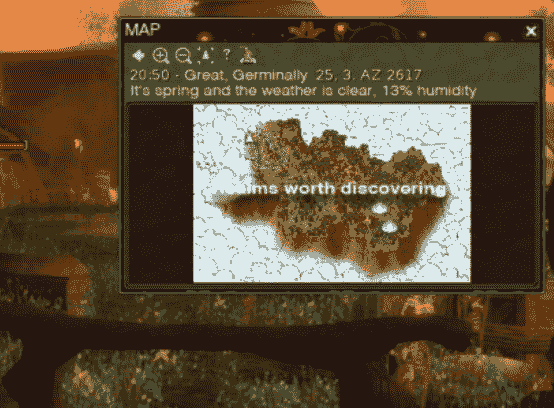 MAP
?
20:50 - Great, Germinally 25, 3. AZ 2617
It's spring and the weather is clear, 13% humidity
worth discovering